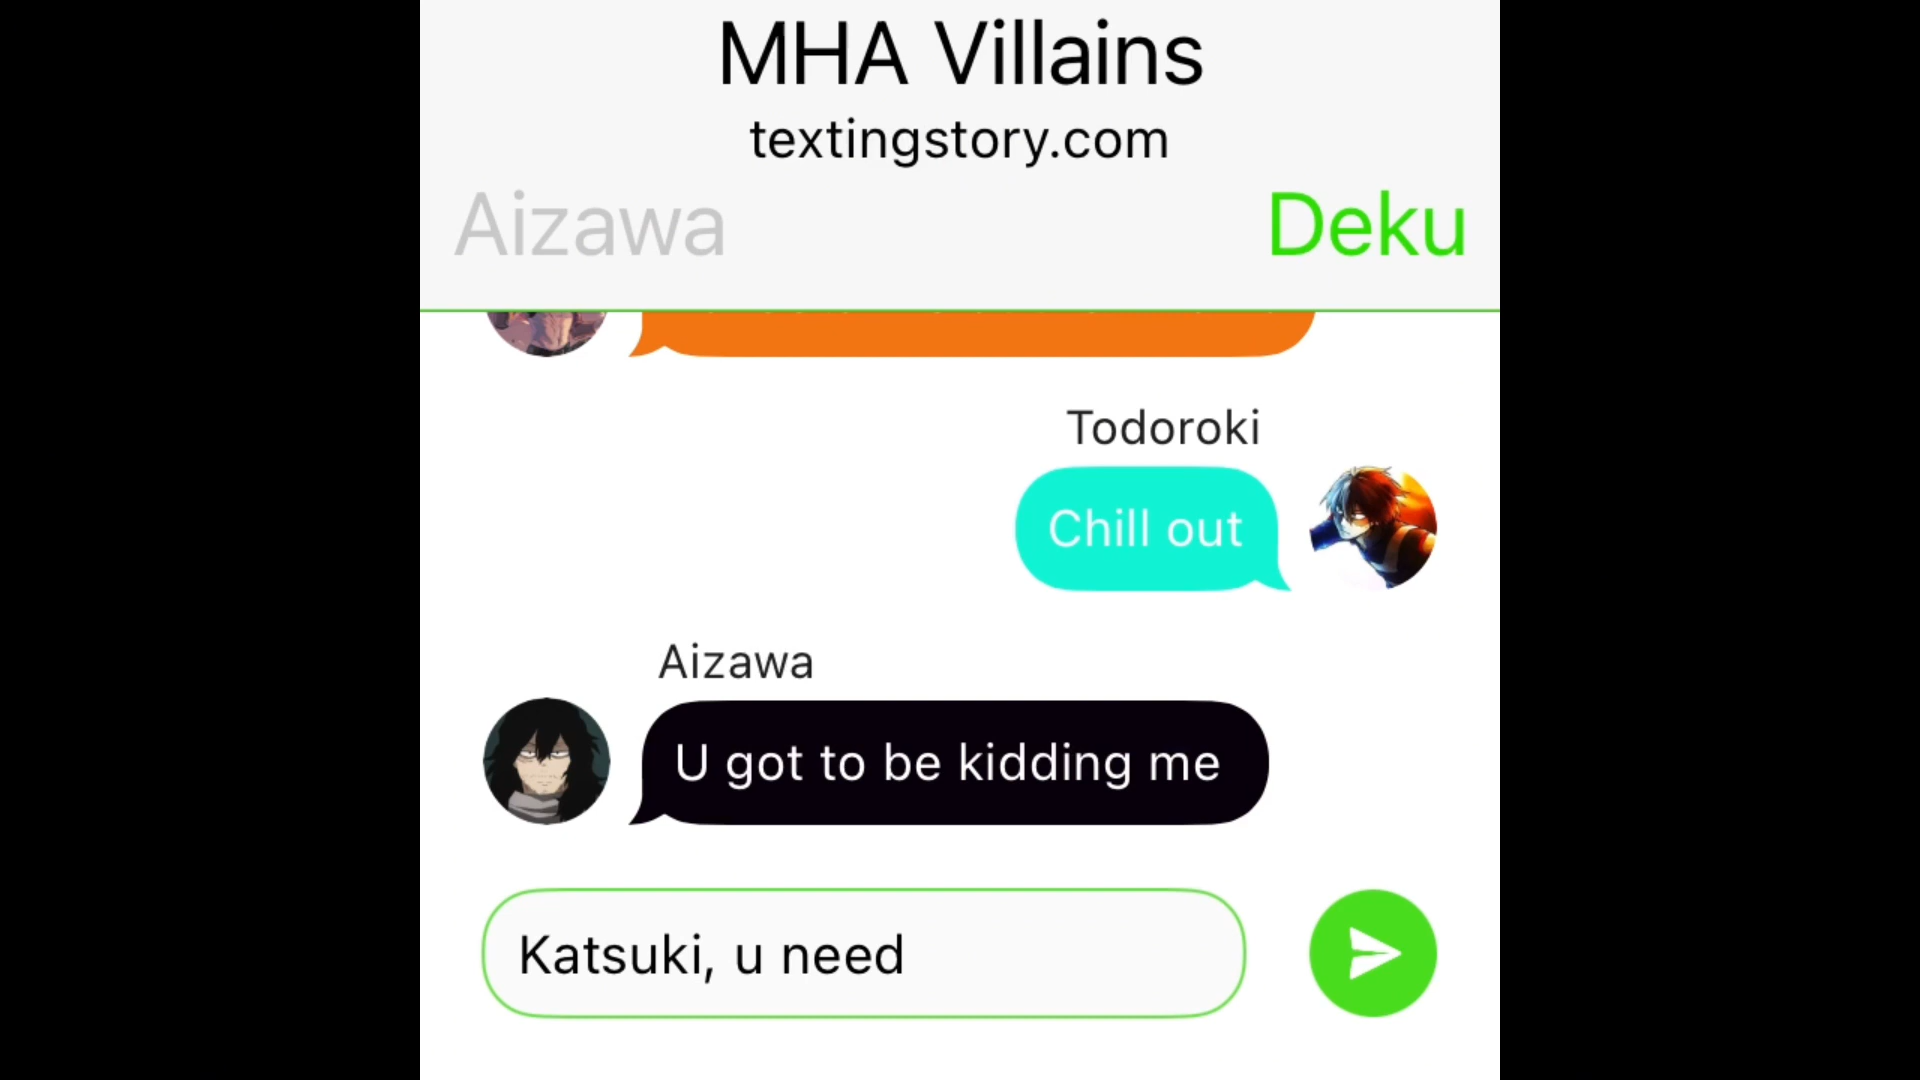 MHA Villains
textingstory.com
Aizawa
Deku
Todoroki
Chill out
Aizawa
U got to be kidding me
Katsuki, u need